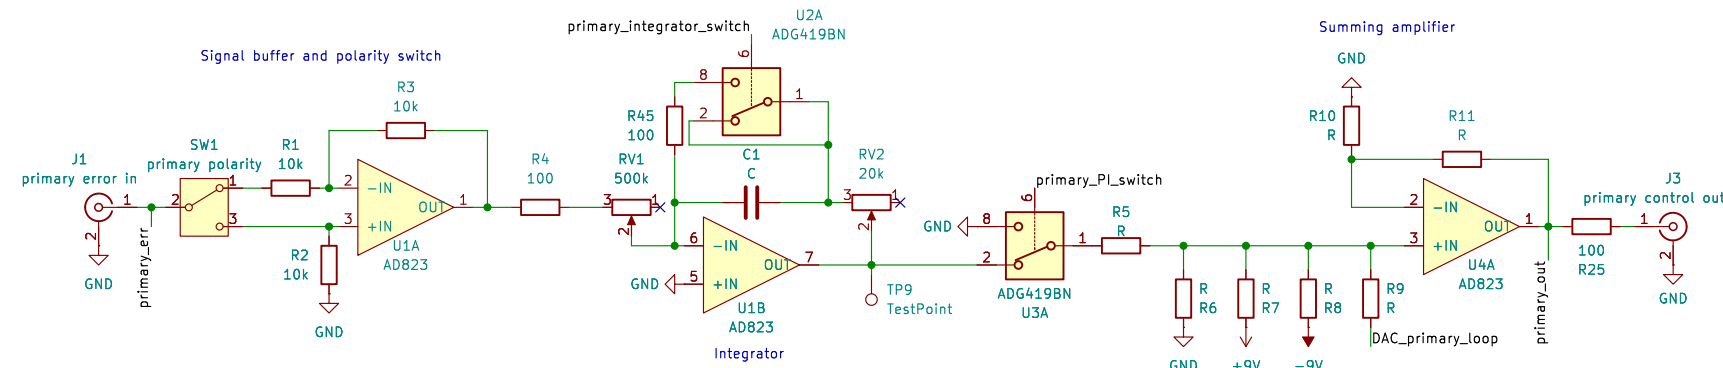 Signal buffer and polarity switch
R3
10k
J1
primary error in
1
2
GND
primary_err
SW1
primary polarity
2
1
3
R1
10k
R2
10k
GND
2
3
-IN
+IN
OUT
1
U1A
AD823
R4
100
RV1
500k
3
1
2
primary_integrator_switch
U2A
ADG419BN
6
8
2
1
R45
100
C1
C
RV2
20k
3
1
2
6
5
-IN
+IN
OUT
7
GND
U1B
AD823
Integrator
TP9
TestPoint
primary_PI_switch
6
GND
8
2
1
ADG419BN
U3A
R5
R
R
R6
GND
R
R7
+9V
R
R8
-9V
R9
R
DAC_primary_loop
Summing amplifier
GND
R10
R
R11
R
2
3
-IN
+IN
OUT
1
U4A
AD823
primary_out
100
R25
J3
primary control out
1
2
GND